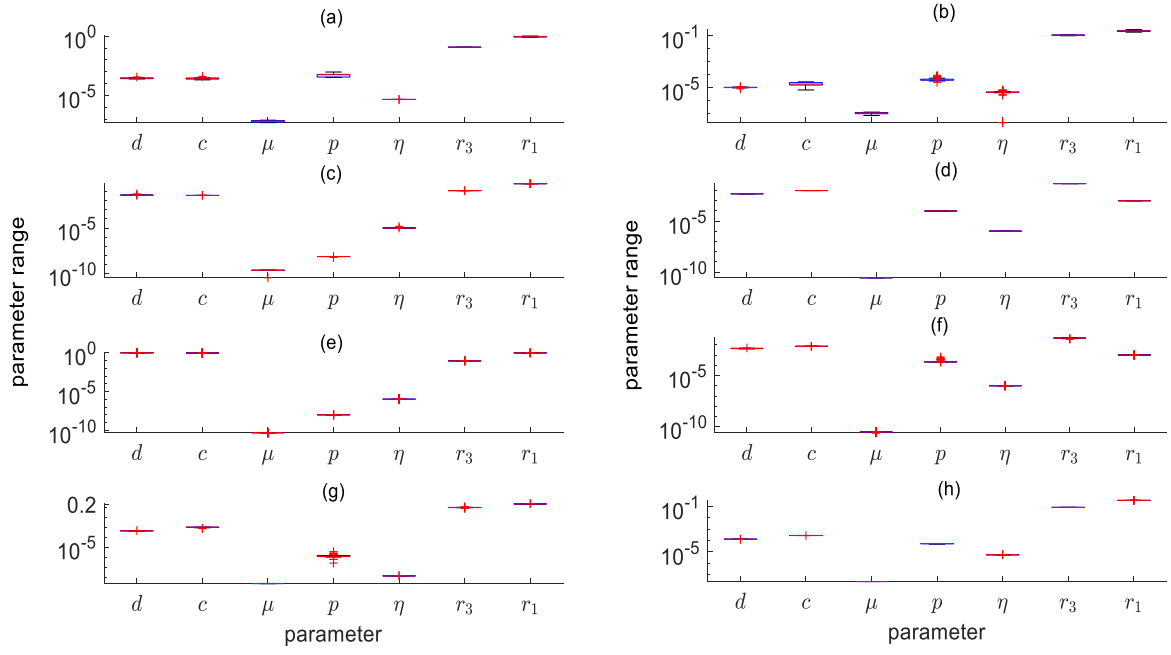 (a)
10^0
10^-5
d c μ p η r_3 r_1
(b)
10^-1
10^-5
d c μ p η r_3 r_1
(c)
10^-5
10^-10
d c μ p η r_3 r_1
(d)
10^-5
10^-10
d c μ p η r_3 r_1
(e)
10^0
10^-5
10^-10
d c μ p η r_3 r_1
(f)
10^-5
10^-10
d c μ p η r_3 r_1
(g)
0.2
10^-5
d c μ p η r_3 r_1
(h)
10^-1
10^-5
d c μ p η r_3 r_1
parameter range
parameter range
parameter
parameter